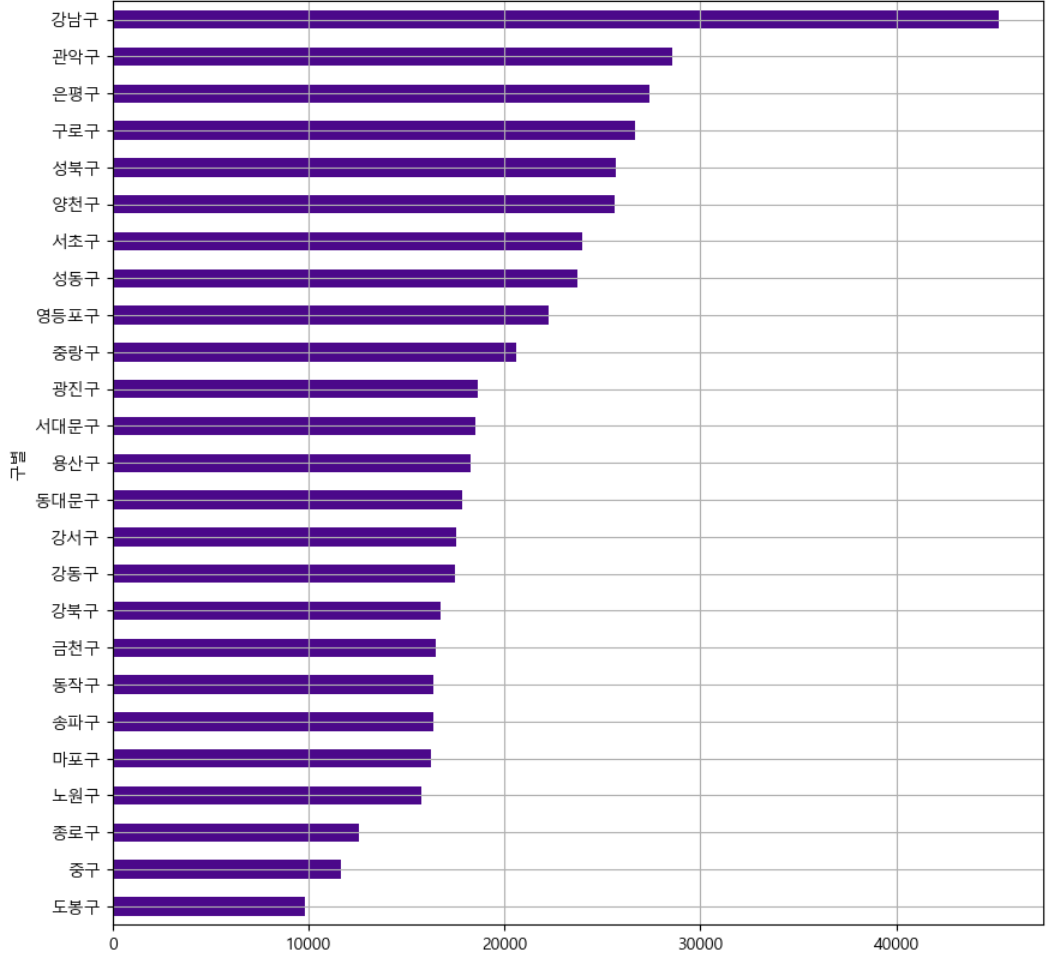 강남구
관악구
은평구
구로구
성북구
양천구
서초구
성동구
영등포구
중랑구
광진구
서대문구
구별
용산구
동대문구
강서구
강동구
강북구
금천구
동작구
송파구
마포구
노원구
종로구
중구
도봉구
0 10000 20000 30000 40000